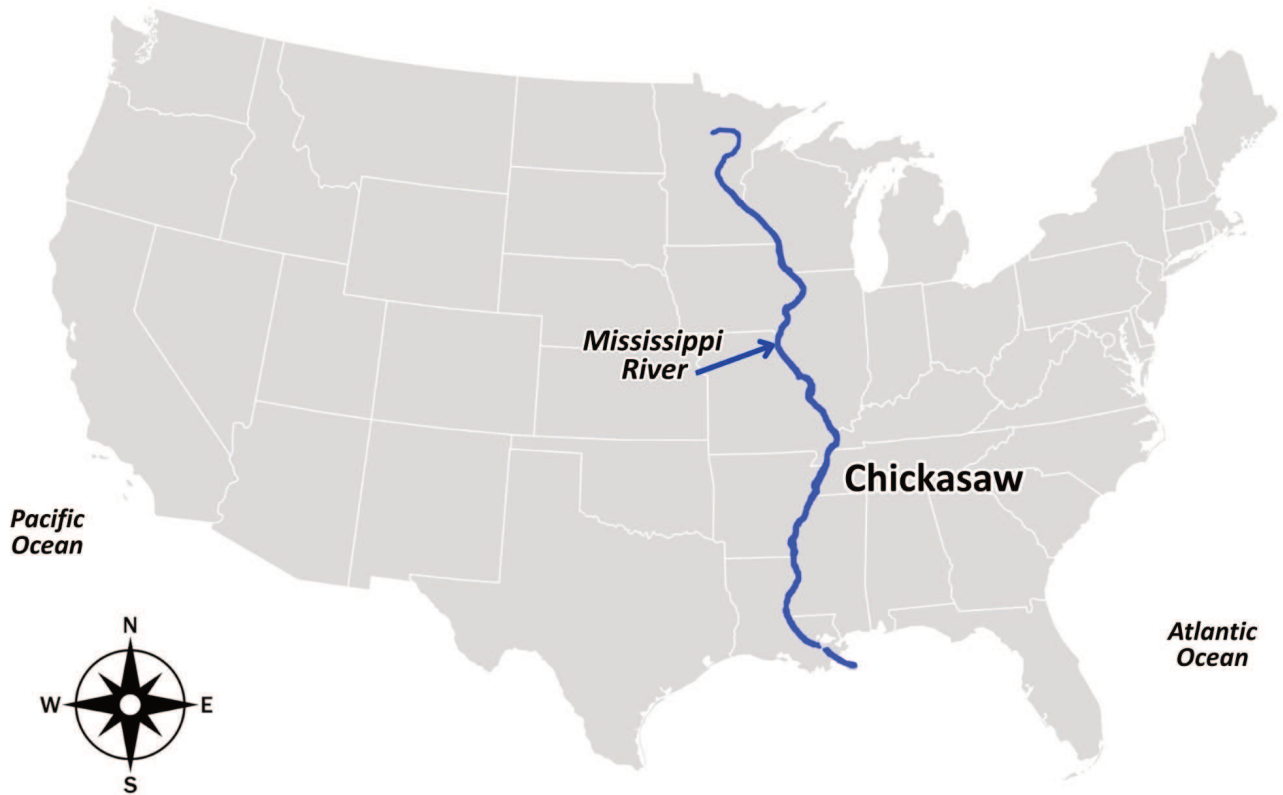 Mississippi
River
Chickasaw
Pacific
Ocean
Atlantic
Ocean
N
W
E
S